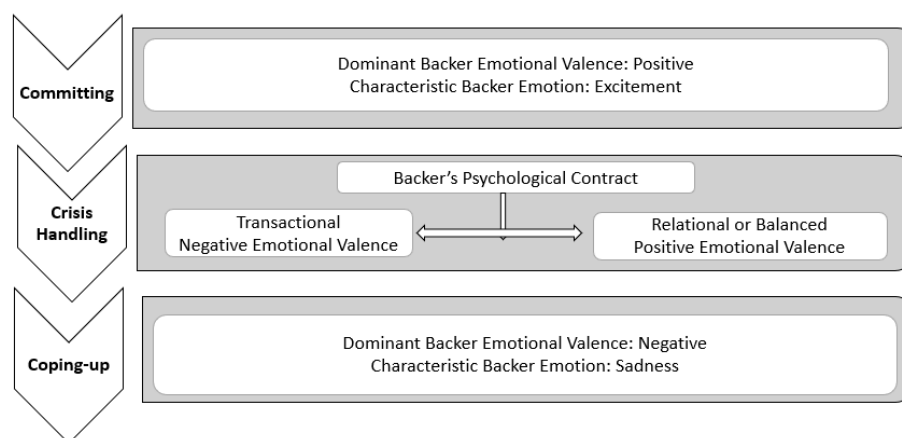 Committing
Dominant Backer Emotional Valence: Positive
Characteristic Backer Emotion: Excitement
Crisis
Handling
Backer's Psychological Contract
Transactional
Negative Emotional Valence
Relational or Balanced
Positive Emotional Valence
Coping-up
Dominant Backer Emotional Valence: Negative
Characteristic Backer Emotion: Sadness